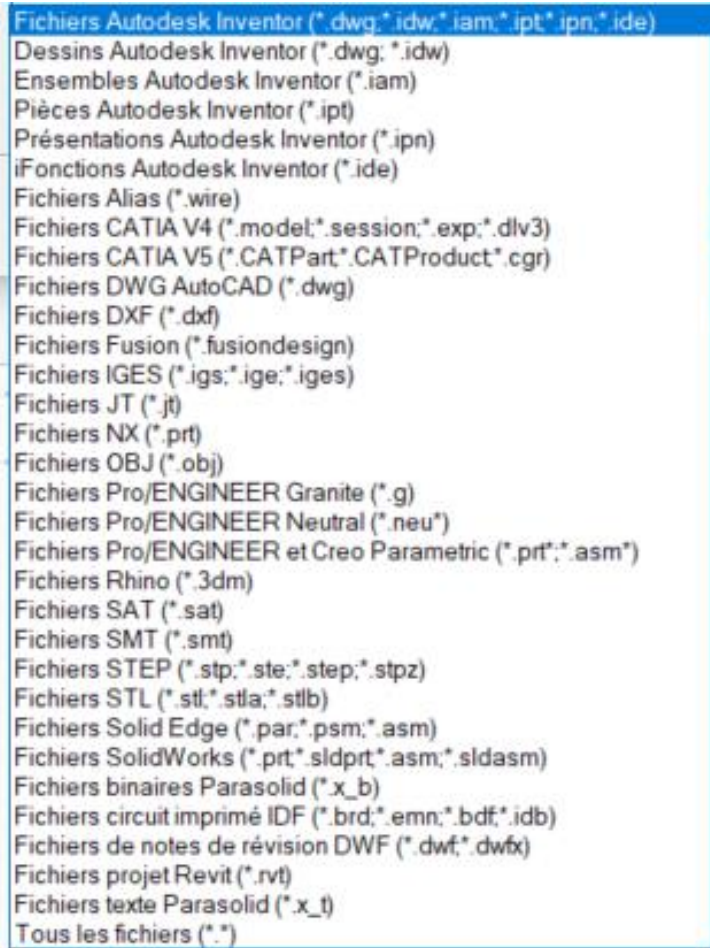 Fichiers Autodesk Inventor (*.dwg;*.idw;*.iam;*.ipt;*.ipn;*.ide)
Dessins Autodesk Inventor (*.dwg; *.idw)
Ensembles Autodesk Inventor (*.iam)
Pièces Autodesk Inventor (*.ipt)
Présentations Autodesk Inventor (*.ipn)
iFonctions Autodesk Inventor (*.ide)
Fichiers Alias (*.wire)
Fichiers CATIA V4 (*.model;*.session;*.exp;*.dlv3)
Fichiers CATIA V5 (*.CATPart;*.CATProduct;*.cgr)
Fichiers DWG AutoCAD (*.dwg)
Fichiers DXF (*.dxf)
Fichiers Fusion (*.fusiondesign)
Fichiers IGES (*.igs;*.ige;*.iges)
Fichiers JT (*.jt)
Fichiers NX (*.prt)
Fichiers OBJ (*.obj)
Fichiers Pro/ENGINEER Granite (*.g)
Fichiers Pro/ENGINEER Neutral (*.neu*)
Fichiers Pro/ENGINEER et Creo Parametric (*.prt*;*.asm*)
Fichiers Rhino (*.3dm)
Fichiers SAT (*.sat)
Fichiers SMT (*.smt)
Fichiers STEP (*.stp;*.ste;*.step;*.stpz)
Fichiers STL (*.stl;*.stla;*.stlb)
Fichiers Solid Edge (*.par;*.psm;*.asm)
Fichiers SolidWorks (*.prt;*.sldprt;*.asm;*.sldasm)
Fichiers binaires Parasolid (*.x_b)
Fichiers circuit imprimé IDF (*.brd;*.emn;*.bdf;*.idb)
Fichiers de notes de révision DWF (*.dwf;*.dwfx)
Fichiers projet Revit (*.rvt)
Fichiers texte Parasolid (*.x_t)
Tous les fichiers (*.*)